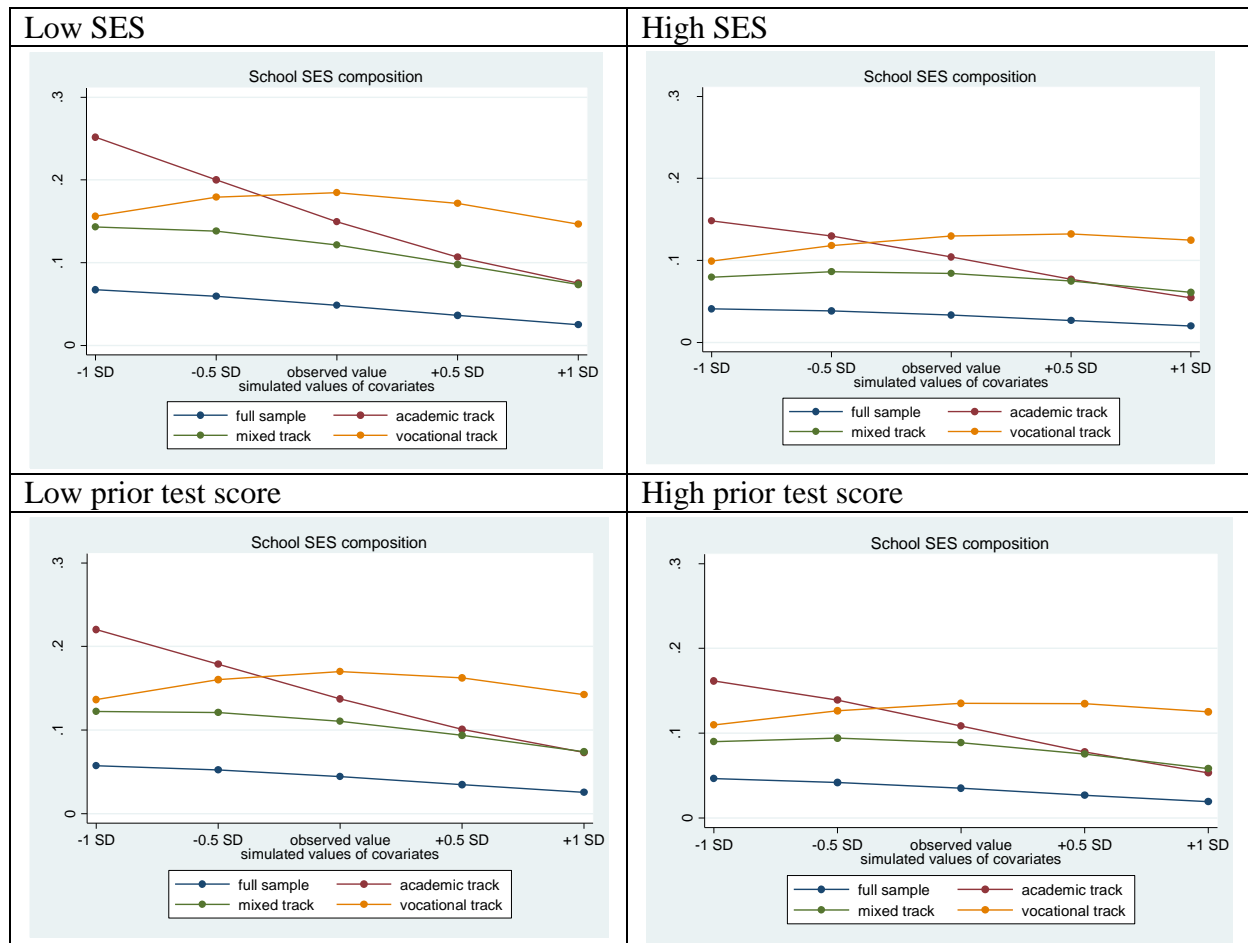 Low SES
School SES composition
.3
.2
.1
0
-1 SD -0.5 SD observed value +0.5 SD +1 SD
simulated values of covariates
full sample academic track
mixed track vocational track
High SES
School SES composition
.3
.2
.1
0
-1 SD -0.5 SD observed value +0.5 SD +1 SD
simulated values of covariates
full sample academic track
mixed track vocational track
Low prior test score
School SES composition
.3
.2
.1
0
-1 SD -0.5 SD observed value +0.5 SD +1 SD
simulated values of covariates
full sample academic track
mixed track vocational track
High prior test score
School SES composition
.3
.2
.1
0
-1 SD -0.5 SD observed value +0.5 SD +1 SD
simulated values of covariates
full sample academic track
mixed track vocational track